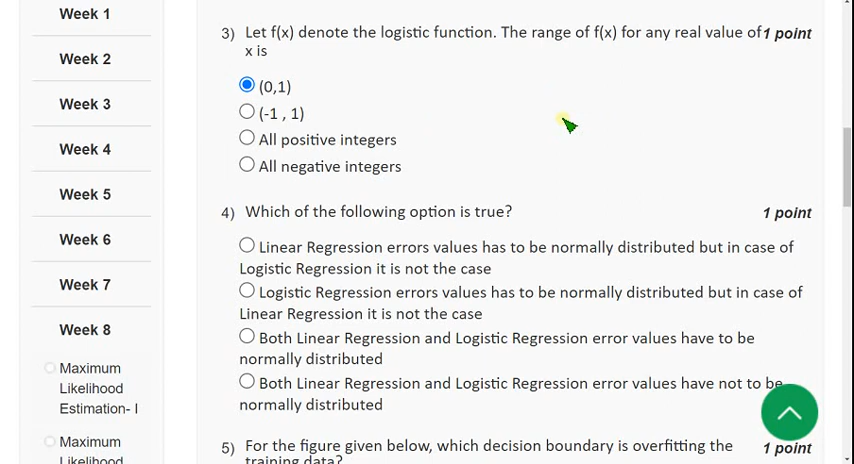 Week 1
Week 2
Week 3
Week 4
Week 5
Week 6
Week 7
Week 8
Maximum
Likelihood
Estimation- I
Maximum
Likelihood
3) Let f(x) denote the logistic function. The range of f(x) for any real value of 1 point
x is
(0,1)
(-1 , 1)
All positive integers
All negative integers
4) Which of the following option is true? 1 point
Linear Regression errors values has to be normally distributed but in case of
Logistic Regression it is not the case
Logistic Regression errors values has to be normally distributed but in case of
Linear Regression it is not the case
Both Linear Regression and Logistic Regression error values have to be
normally distributed
Both Linear Regression and Logistic Regression error values have not to be
normally distributed
5) For the figure given below, which decision boundary is overfitting the 1 point
training data?